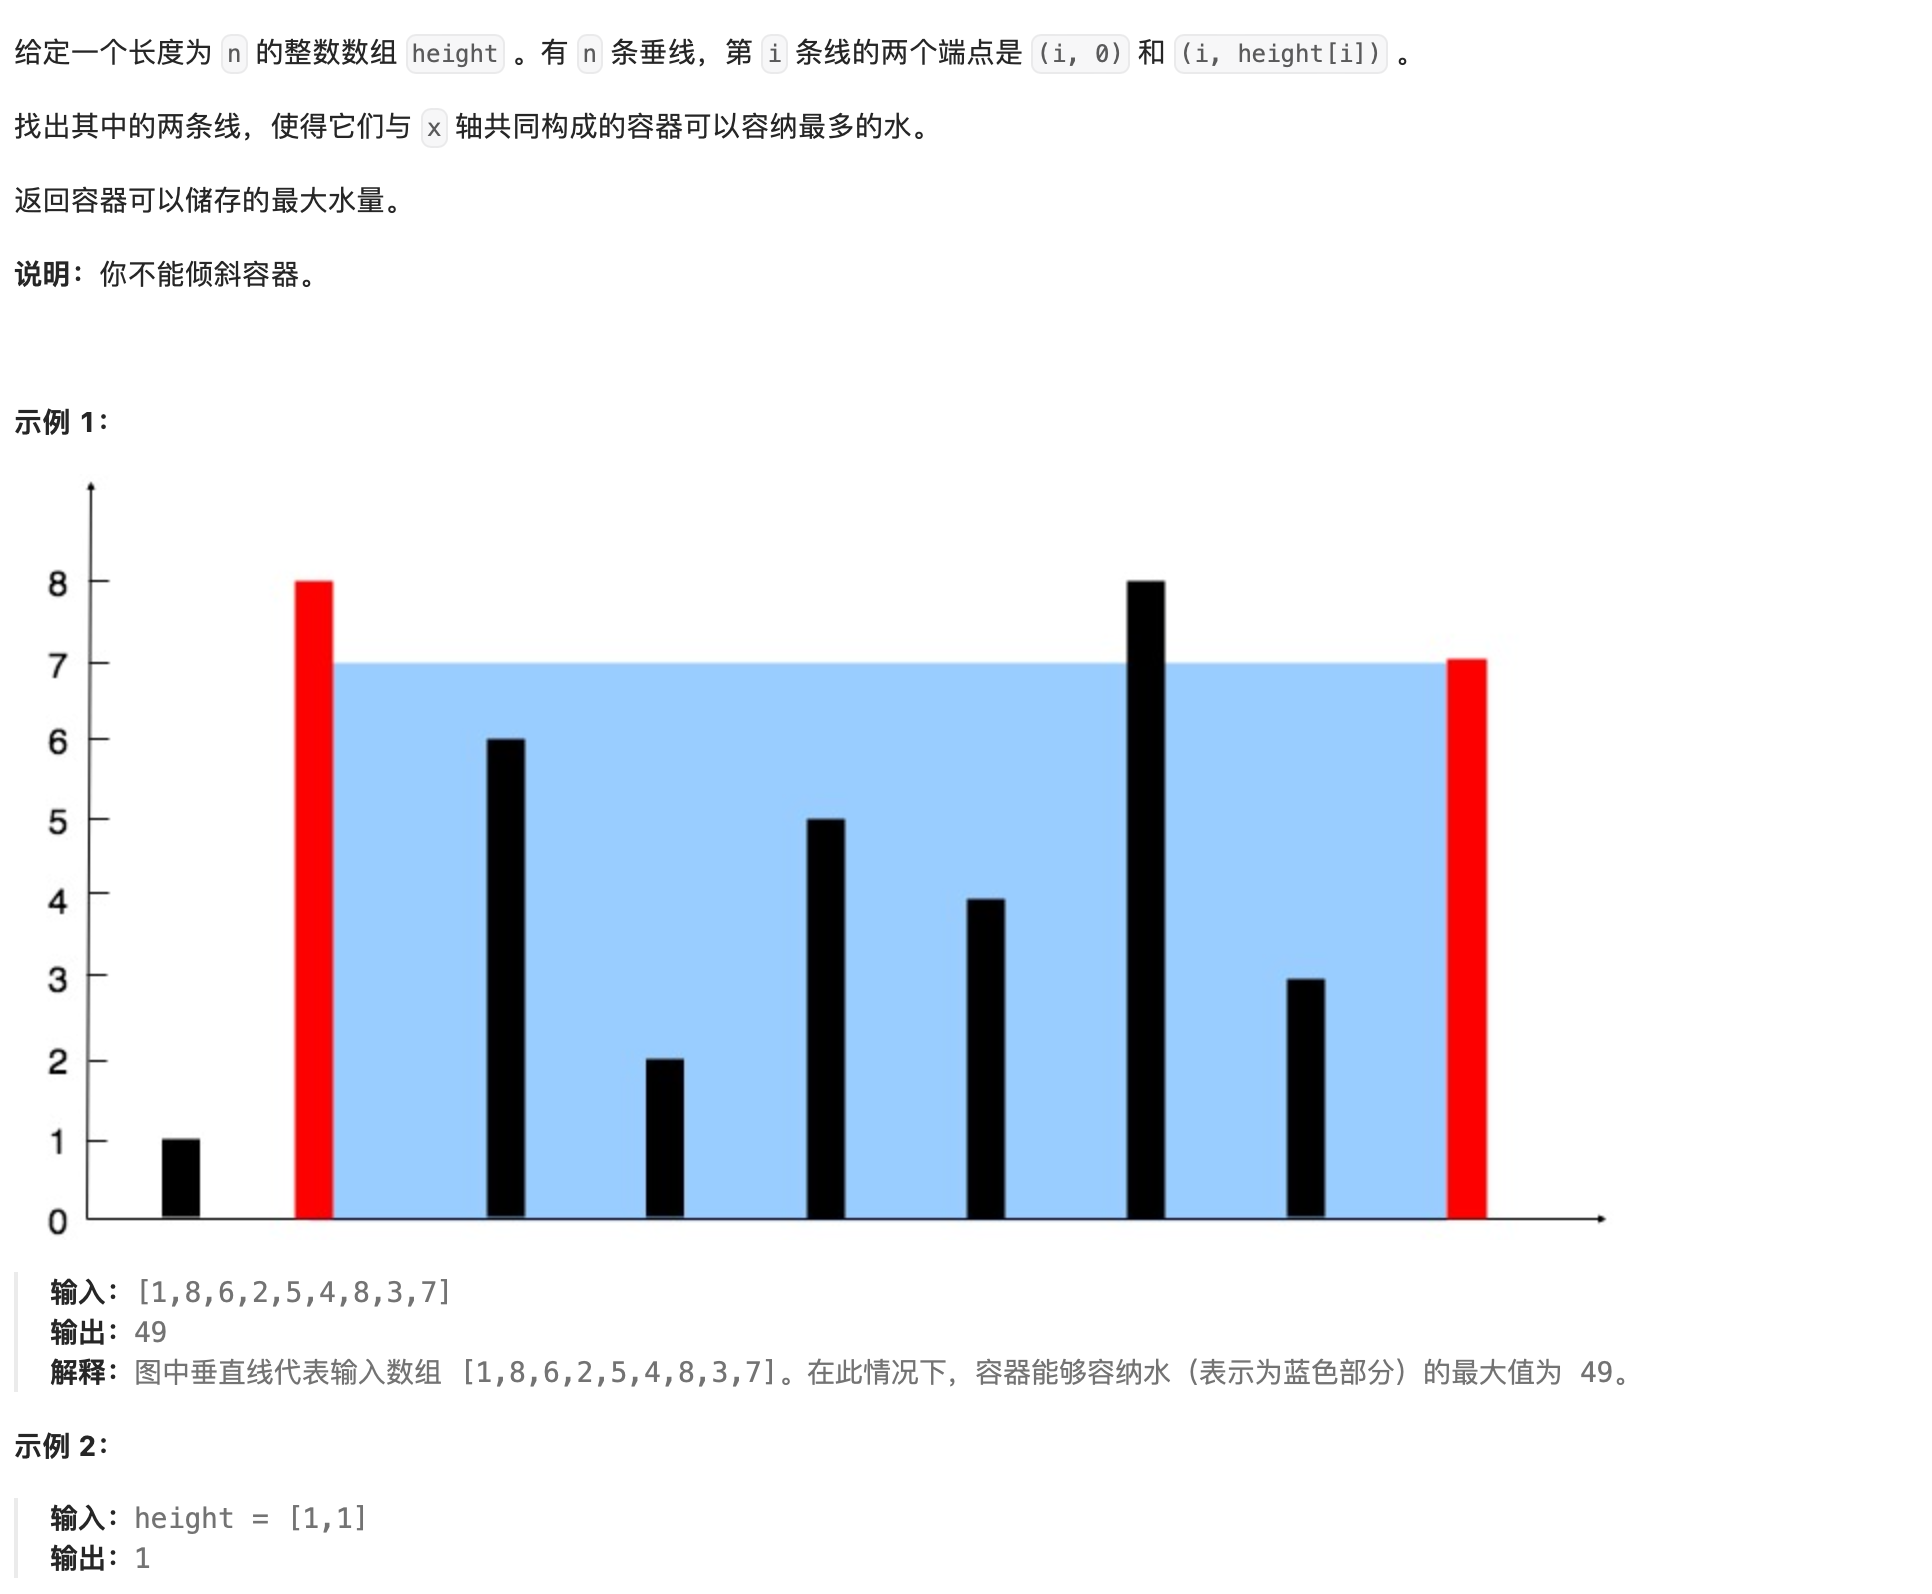 给定一个长度为 n 的整数数组 height 。有 n 条垂线，第 i 条线的两个端点是 (i, 0) 和 (i, height[i]) 。
找出其中的两条线，使得它们与 x 轴共同构成的容器可以容纳最多的水。
返回容器可以储存的最大水量。
说明：你不能倾斜容器。
示例 1：
8
7
6
5
4
3
2
1
0
输入：[1,8,6,2,5,4,8,3,7]
输出：49
解释：图中垂直线代表输入数组 [1,8,6,2,5,4,8,3,7]。在此情况下，容器能够容纳水（表示为蓝色部分）的最大值为 49。
示例 2：
输入：height = [1,1]
输出：1